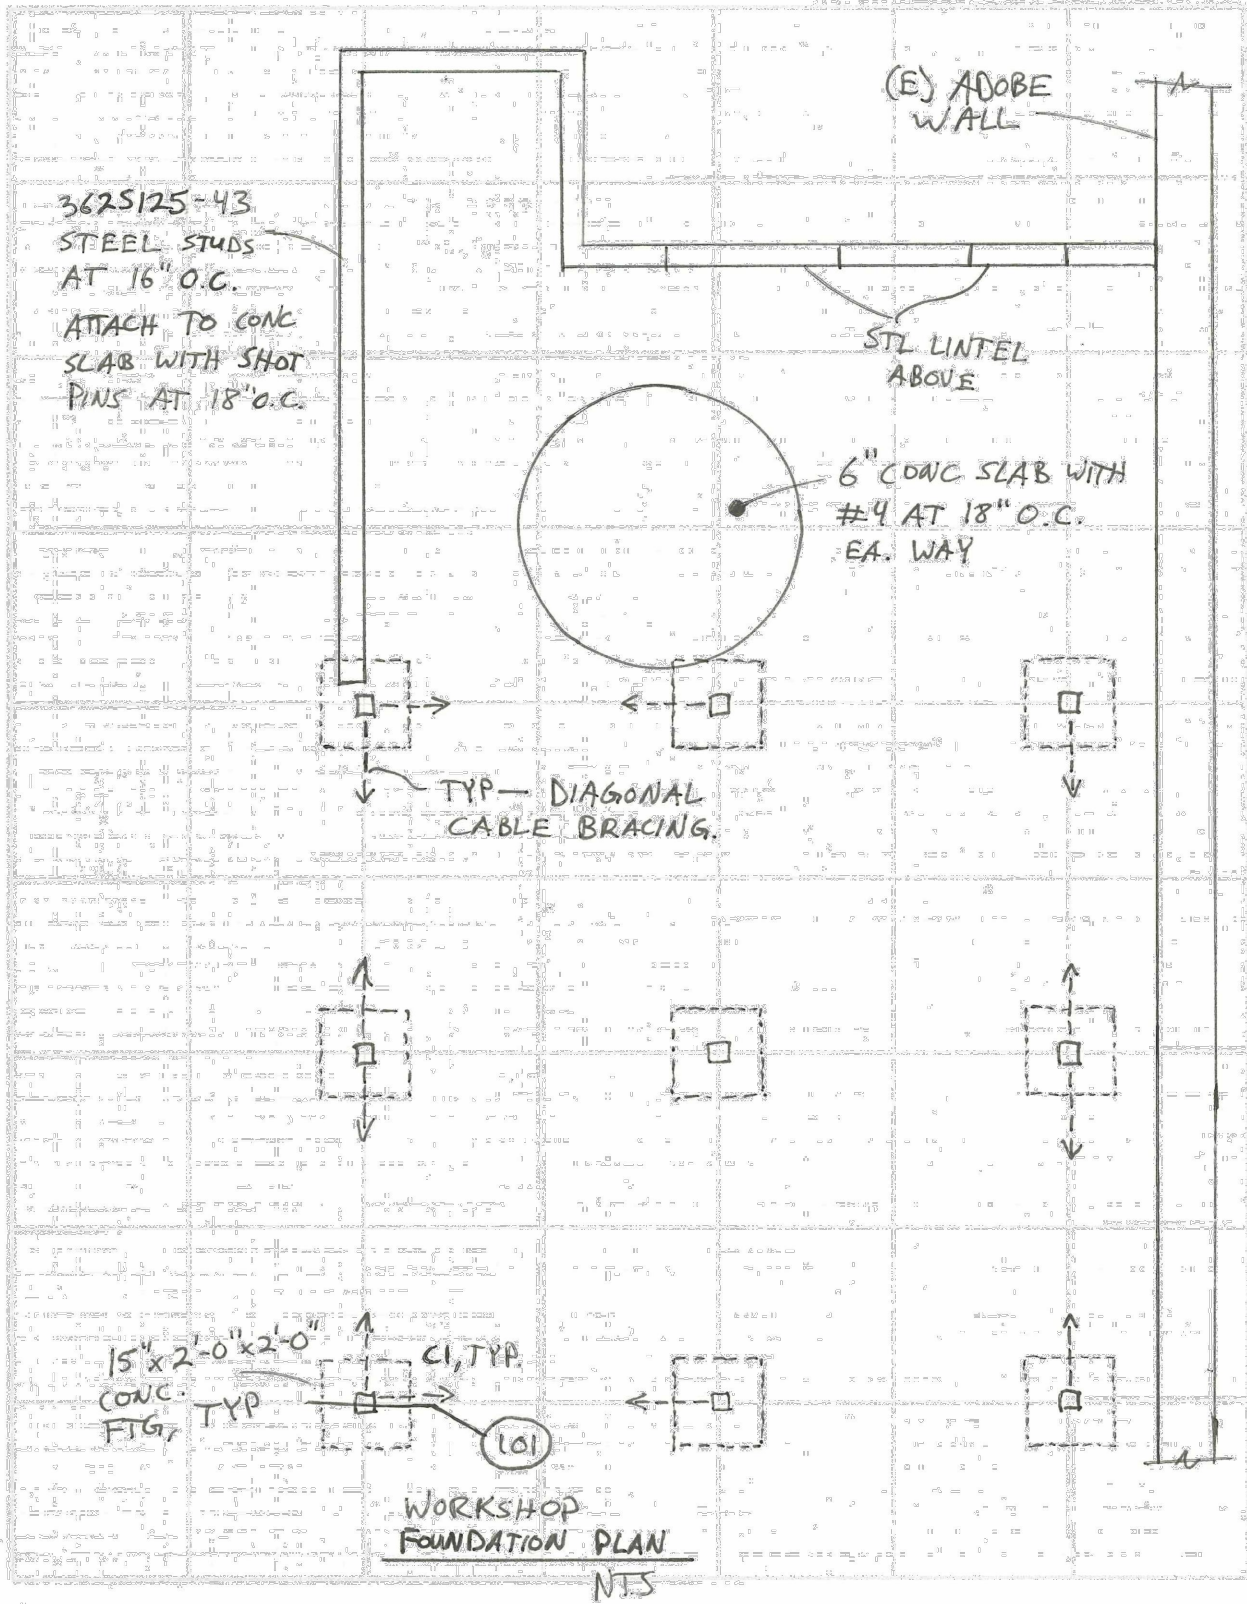 (E) ADOBE
WALL
362S125-43
STEEL STUDS
AT 16" O.C.
ATTACH TO CONC
SLAB WITH SHOT
PINS AT 18" O.C.
STL LINTEL
ABOVE
6" CONC SLAB WITH
#4 AT 18" O.C.
EA. WAY
TYP — DIAGONAL
CABLE BRACING.
15" x 2'-0" x 2'-0"
CONC.
FTG, TYP
C1, TYP.
101
WORKSHOP
FOUNDATION PLAN
NTS